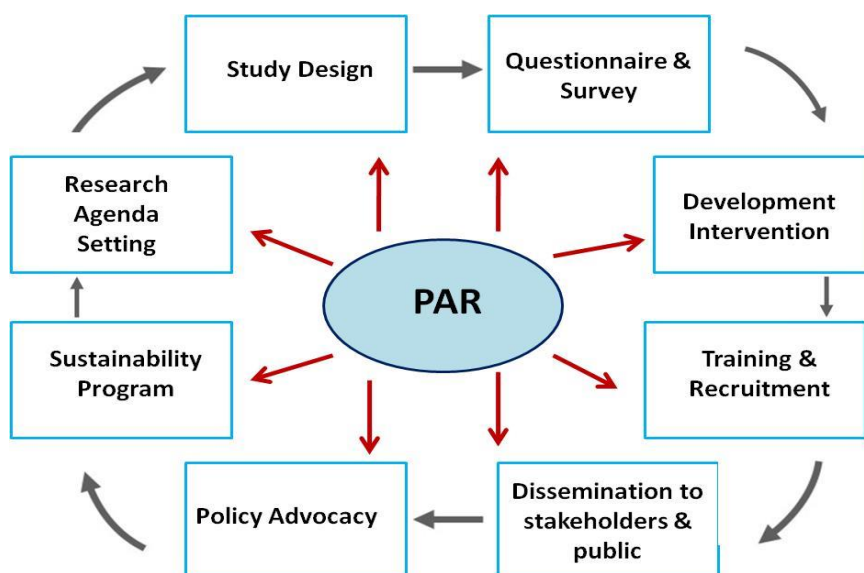 Study Design
Questionnaire &
Survey
Research
Agenda
Setting
Development
Intervention
PAR
Sustainability
Program
Training &
Recruitment
Policy Advocacy
Dissemination to
stakeholders &
public